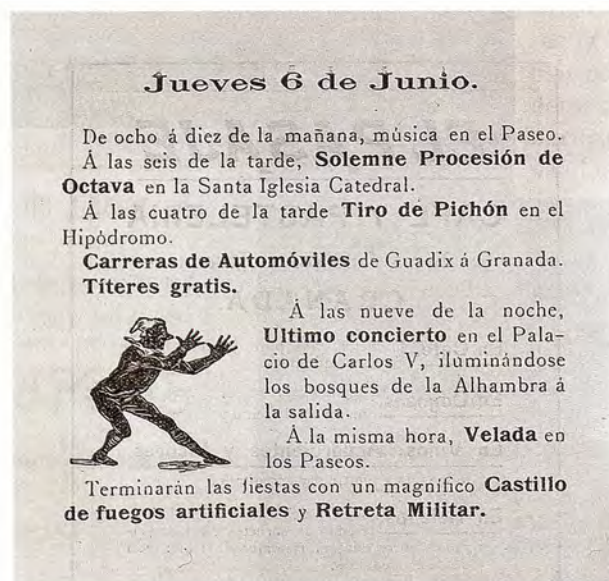 Jueves 6 de Junio.
De ocho á diez de la mañana, música en el Paseo.
Á las seis de la tarde, Solemne Procesión de
Octava en la Santa Iglesia Catedral.
Á las cuatro de la tarde Tiro de Pichón en el
Hipódromo.
Carreras de Automóviles de Guadix á Granada.
Títeres gratis.
Á las nueve de la noche,
Ultimo concierto en el Pala-
cio de Carlos V, iluminándose
los bosques de la Alhambra á
la salida.
Á la misma hora, Velada en
los Paseos.
Terminarán las fiestas con un magnífico Castillo
de fuegos artificiales y Retreta Militar.